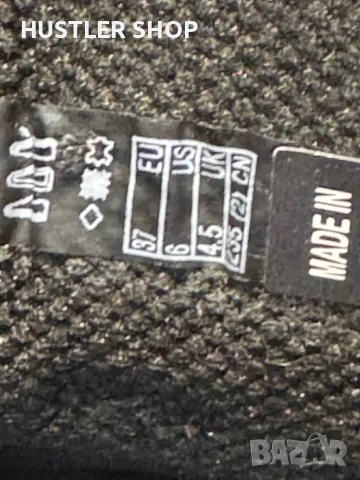 HUSTLER SHOP
37 EU
6 US
4.5 UK
235 (2) CN
MADE IN
BAZAR